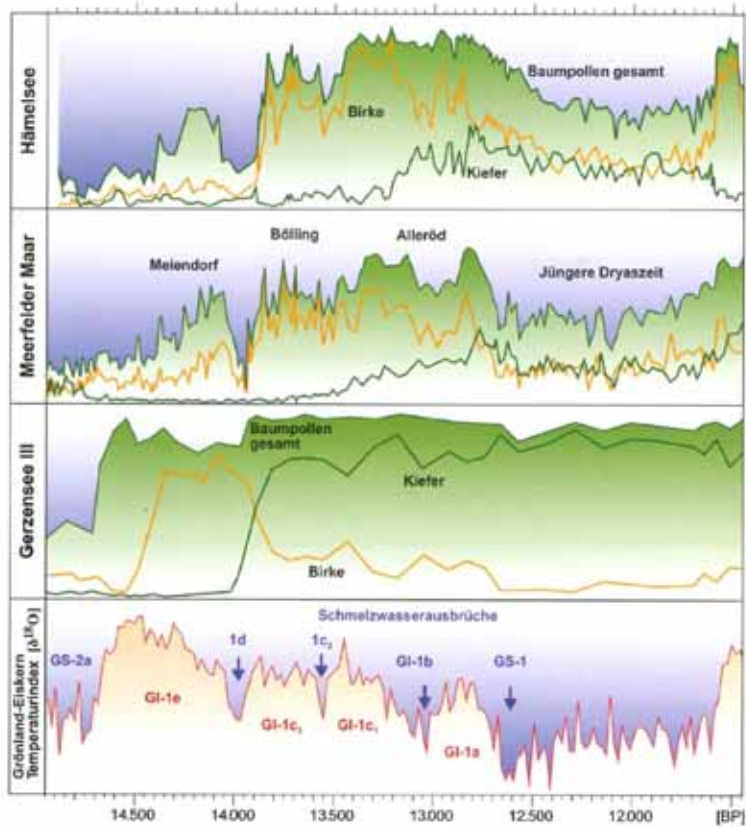 Hämelsee
Baumpollen gesamt
Birke
Kiefer
Meerfelder Maar
Bölling
Alleröd
Meiendorf
Jüngere Dryaszeit
Gerzensee III
Baumpollen
gesamt
Kiefer
Birke
Grönland-Eiskern
Temperaturindex [δ¹⁸O]
Schmelzwasserausbrüche
GS-2a
1d
1c₂
GI-1b
GS-1
GI-1e
GI-1c₃
GI-1c₁
GI-1a
14.500
14.000
13.500
13.000
12.500
12.000
[BP]